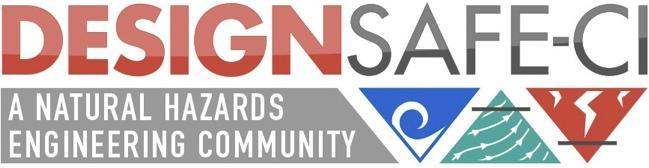 DESIGNSAFE-CI
A NATURAL HAZARDS
ENGINEERING COMMUNITY